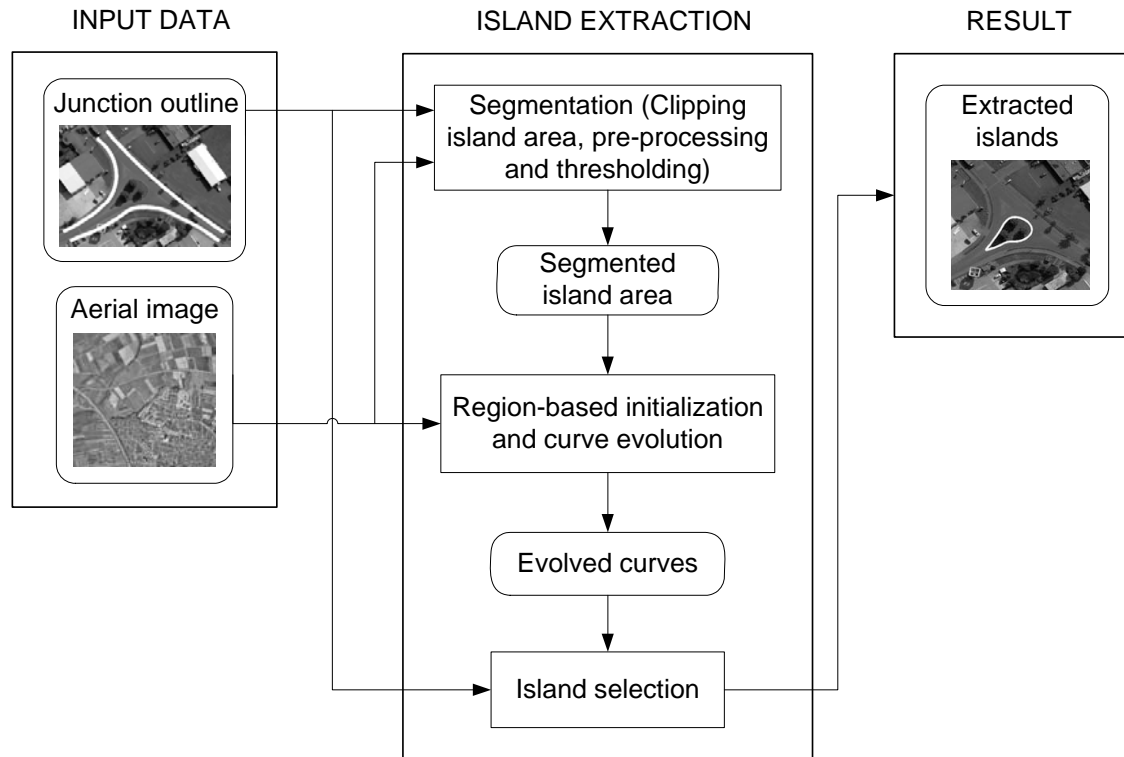 INPUT DATA
ISLAND EXTRACTION
RESULT
Junction outline
Aerial image
Segmentation (Clipping
island area, pre-processing
and thresholding)
Segmented
island area
Region-based initialization
and curve evolution
Evolved curves
Island selection
Extracted
islands